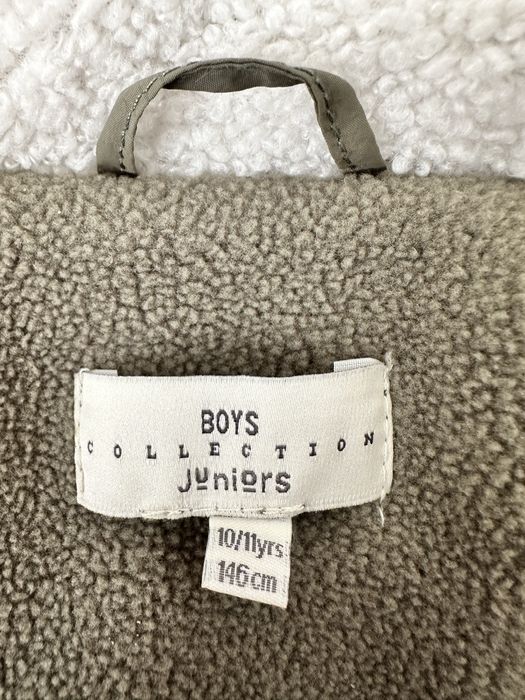 BOYS
COLLECTION
Juniors
10/11yrs
146cm